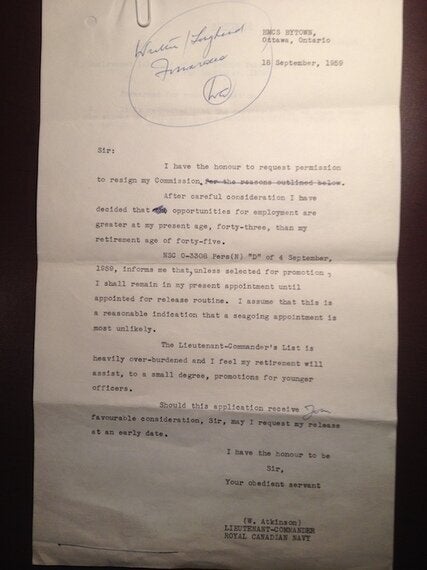 HMCS BYTOWN,
Ottawa, Ontario
18 September, 1959
Sir:
I have the honour to request permission
to resign my Commission for the reasons outlined below.
After careful consideration I have
decided that opportunities for employment are
greater at my present age, forty-three, than my
retirement age of forty-five.
NSC C-3308 Pers(N) "D" of 4 September,
1959, informs me that, unless selected for promotion,
I shall remain in my present appointment until
appointed for release routine. I assume that this is
a reasonable indication that a seagoing appointment is
most unlikely.
The Lieutenant-Commander's List is
heavily over-burdened and I feel my retirement will
assist, to a small degree, promotions for younger
officers.
Should this application receive your
favourable consideration, Sir, may I request my release
at an early date.
I have the honour to be
Sir,
Your obedient servant
(W. Atkinson)
LIEUTENANT-COMMANDER
ROYAL CANADIAN NAVY